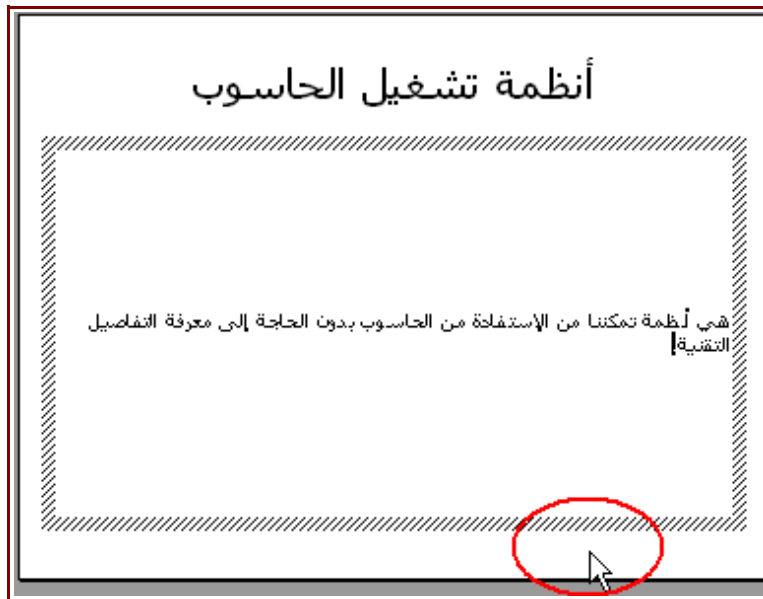 أنظمة تشغيل الحاسوب
هي أنظمة تمكننا من الإستفادة من الحاسوب بدون الحاجة إلى معرفة التفاصيل
التقنية